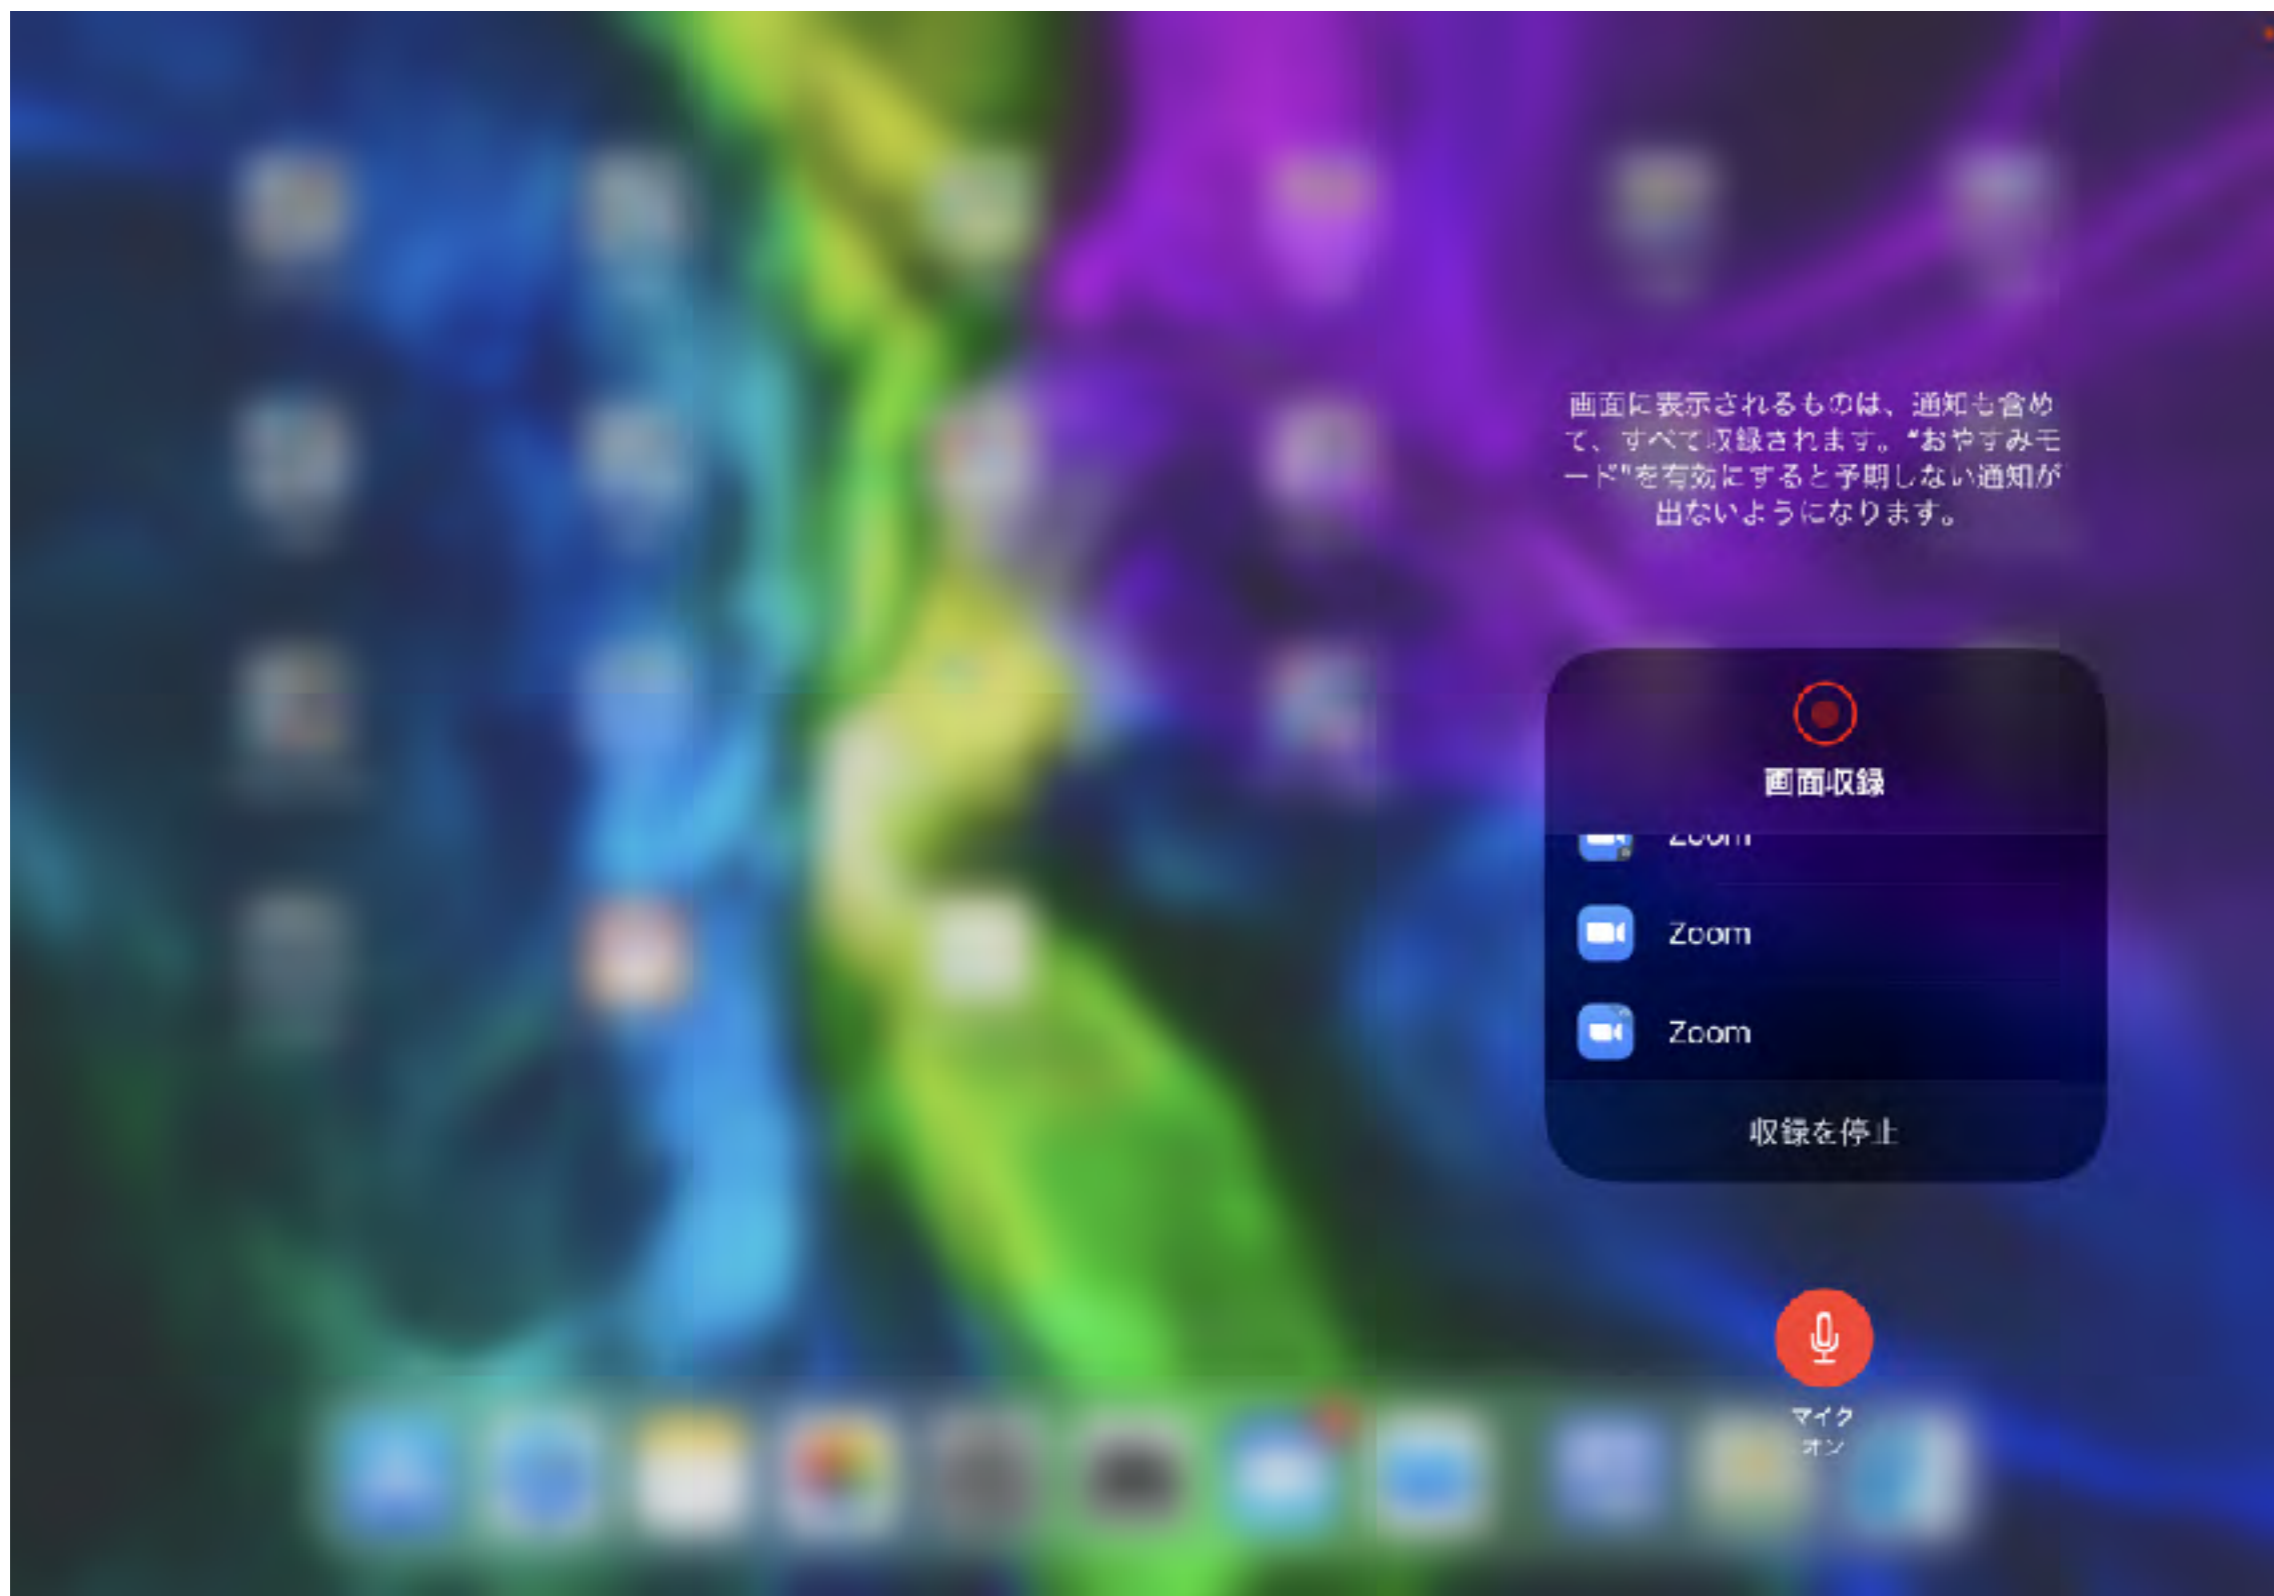 画面に表示されるものは、通知も含め
て、すべて収録されます。“おやすみモ
ード"を有効にすると予期しない通知が
出ないようになります。
画面収録
Zoom
Zoom
Zoom
収録を停止
マイク
オン